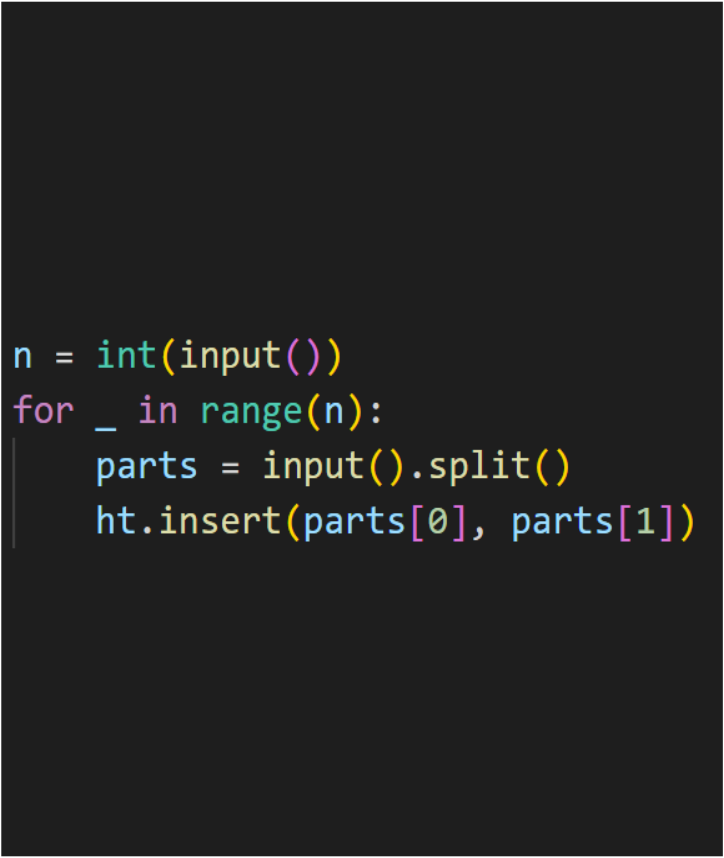 n = int(input())
for _ in range(n):
    parts = input().split()
    ht.insert(parts[0], parts[1])